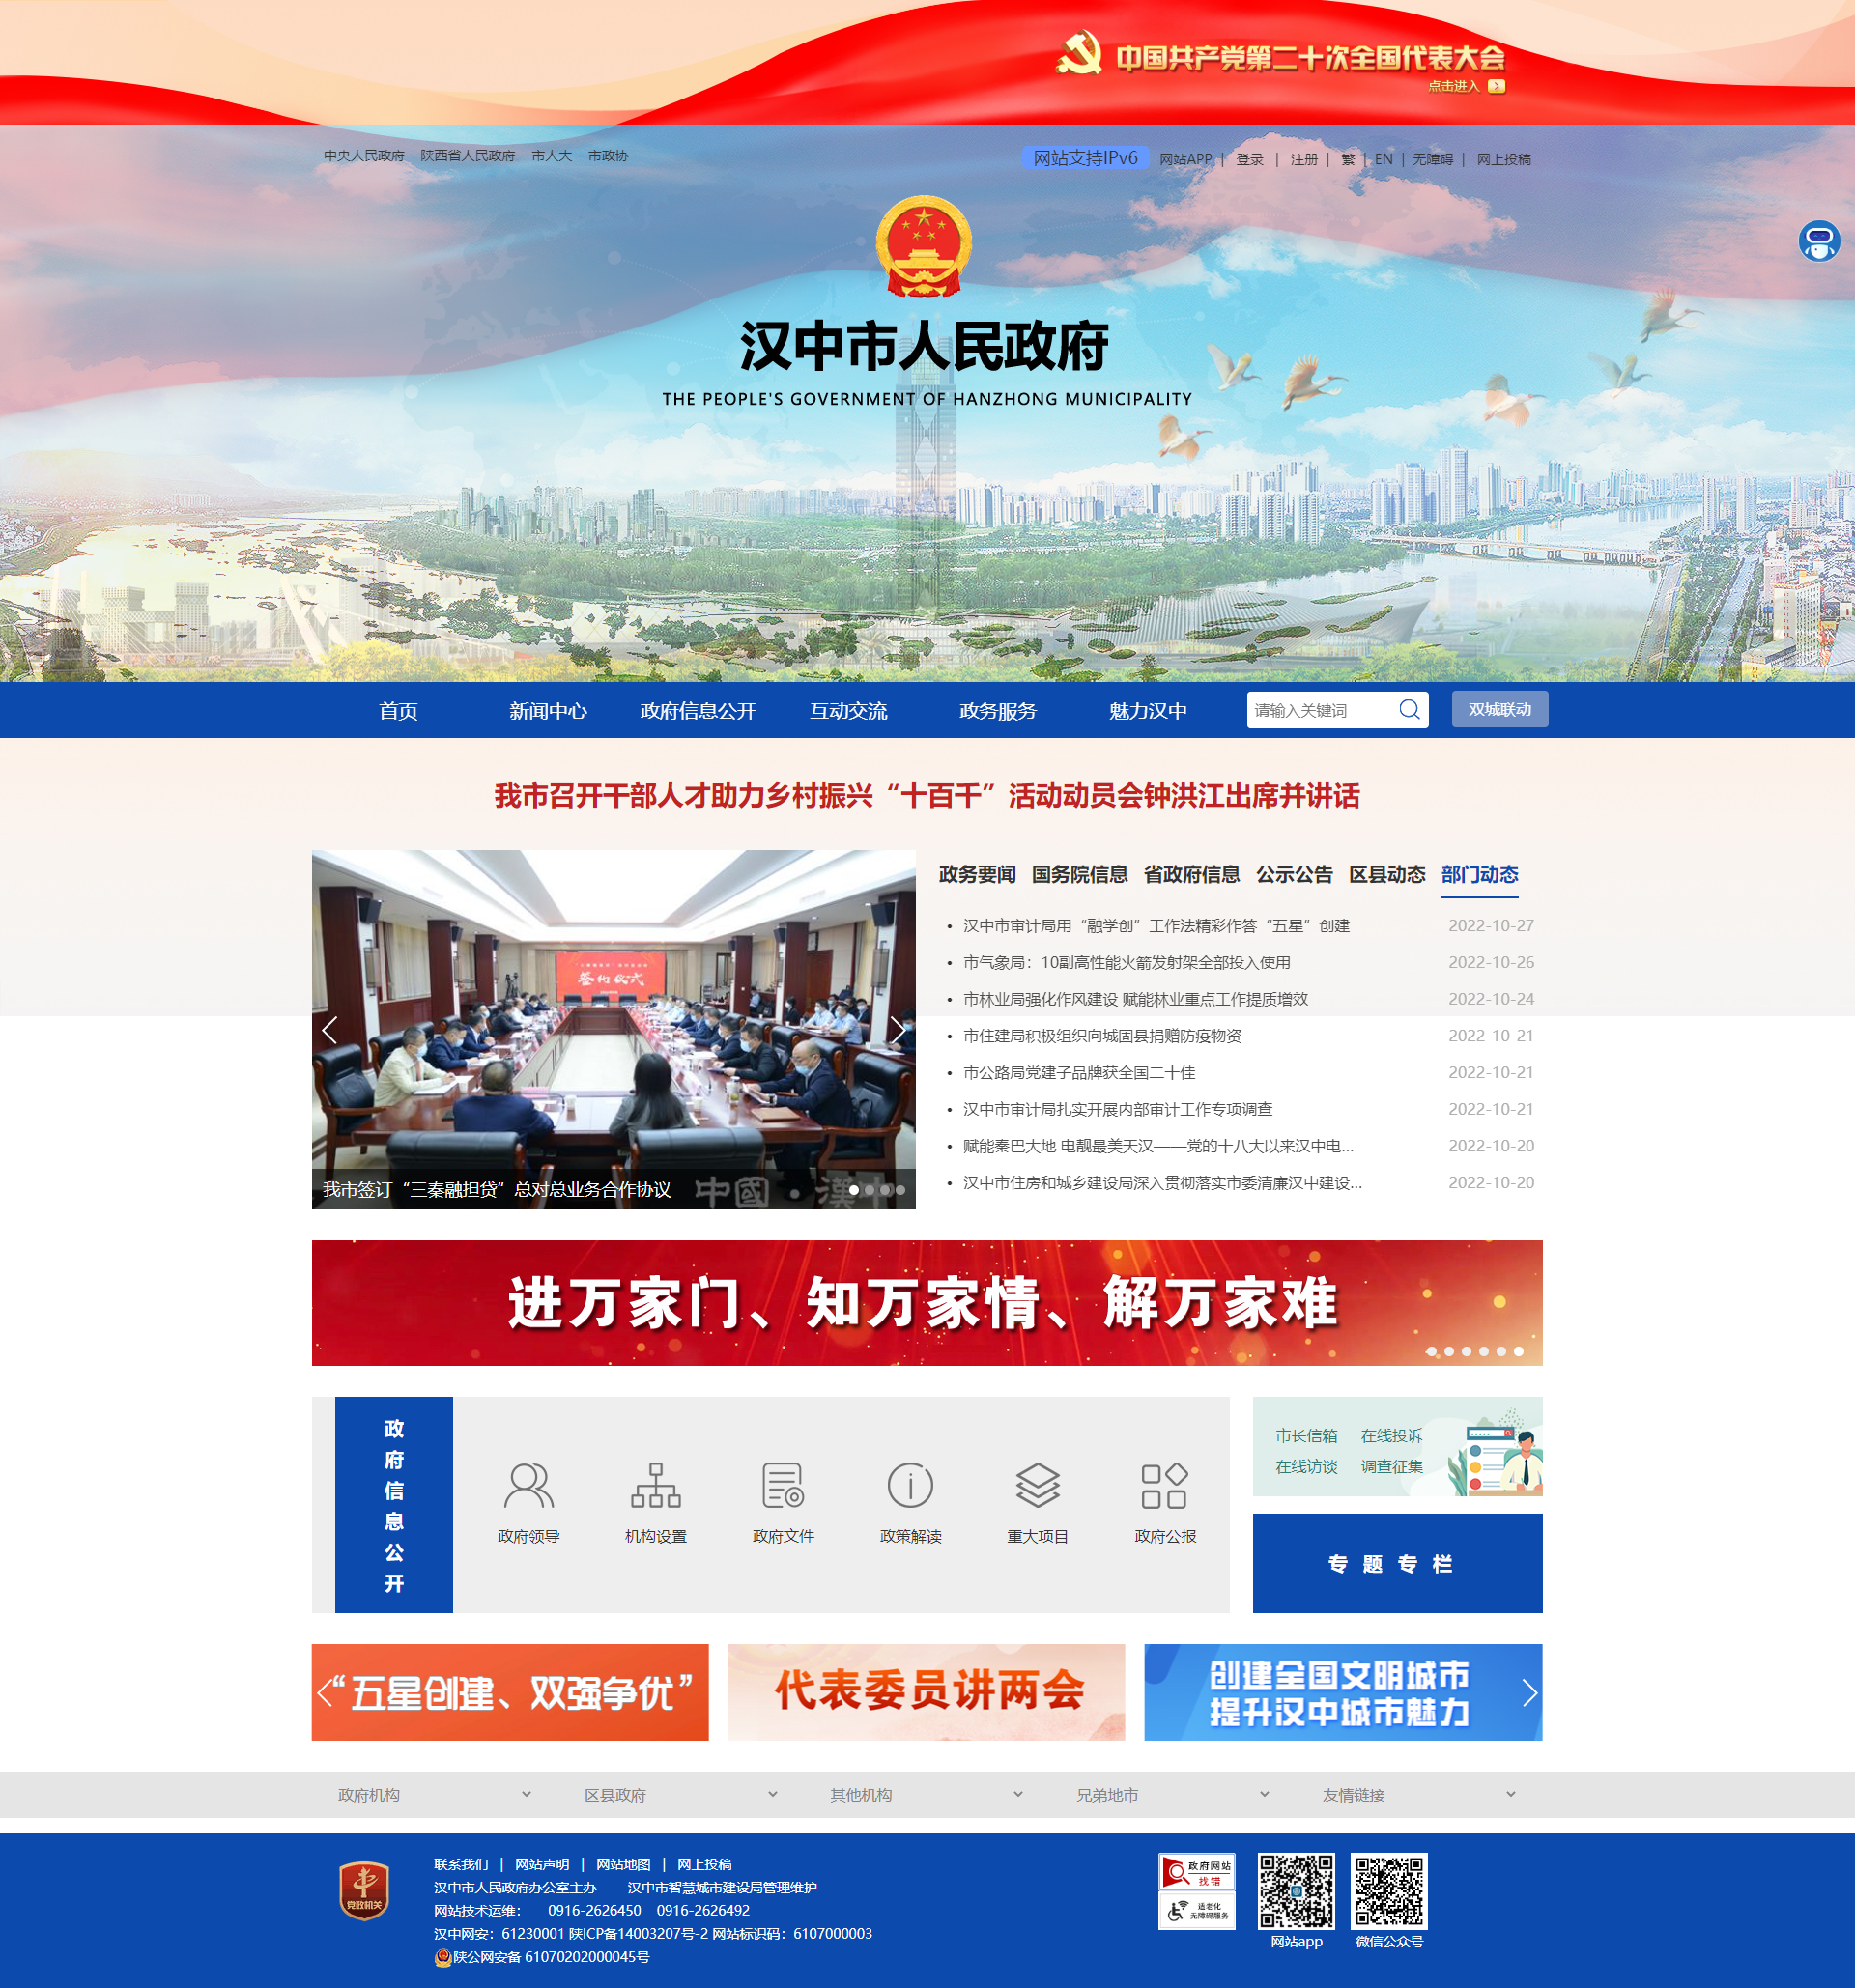 中国共产党第二十次全国代表大会
点击进入
中央人民政府 陕西省人民政府 市人大 市政协
网站支持IPv6 网站APP | 登录 | 注册 | 繁 | EN | 无障碍 | 网上投稿
汉中市人民政府
THE PEOPLE'S GOVERNMENT OF HANZHONG MUNICIPALITY
首页 新闻中心 政府信息公开 互动交流 政务服务 魅力汉中 请输入关键词 双城联动
我市召开干部人才助力乡村振兴“十百千”活动动员会钟洪江出席并讲话
签约仪式
中國·漢中
我市签订“三秦融担贷”总对总业务合作协议
政务要闻 国务院信息 省政府信息 公示公告 区县动态 部门动态
汉中市审计局用“融学创”工作法精彩作答“五星”创建 2022-10-27
市气象局：10副高性能火箭发射架全部投入使用 2022-10-26
市林业局强化作风建设 赋能林业重点工作提质增效 2022-10-24
市住建局积极组织向城固县捐赠防疫物资 2022-10-21
市公路局党建子品牌获全国二十佳 2022-10-21
汉中市审计局扎实开展内部审计工作专项调查 2022-10-21
赋能秦巴大地 电靓最美天汉——党的十八大以来汉中电... 2022-10-20
汉中市住房和城乡建设局深入贯彻落实市委清廉汉中建设... 2022-10-20
进万家门、知万家情、解万家难
政府信息公开
政府领导 机构设置 政府文件 政策解读 重大项目 政府公报
市长信箱 在线投诉
在线访谈 调查征集
专题专栏
“五星创建、双强争优”
代表委员讲两会
创建全国文明城市
提升汉中城市魅力
政府机构 区县政府 其他机构 兄弟地市 友情链接
党政机关
联系我们 | 网站声明 | 网站地图 | 网上投稿
汉中市人民政府办公室主办 汉中市智慧城市建设局管理维护
网站技术运维： 0916-2626450 0916-2626492
汉中网安：61230001 陕ICP备14003207号-2 网站标识码：6107000003
陕公网安备 61070202000045号
政府网站
找错
适老化
无障碍服务
网站app 微信公众号